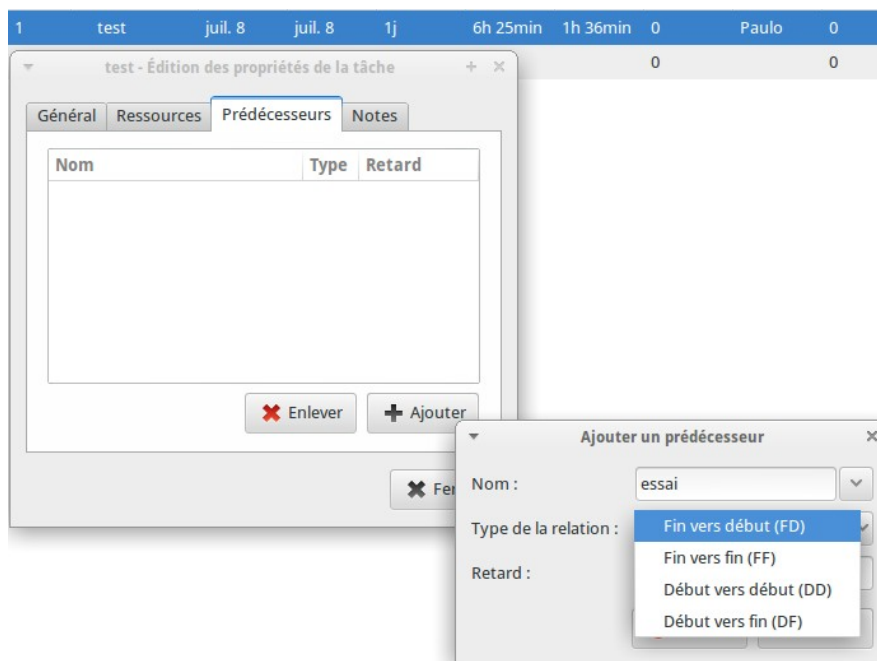 1 test juil. 8 juil. 8 1j 6h 25min 1h 36min 0 Paulo 0
0 0
test - Édition des propriétés de la tâche
Général Ressources Prédécesseurs Notes
Nom Type Retard
Enlever Ajouter
Ajouter un prédécesseur
Nom : essai
Type de la relation : Fin vers début (FD)
Fin vers fin (FF)
Retard :
Début vers début (DD)
Début vers fin (DF)